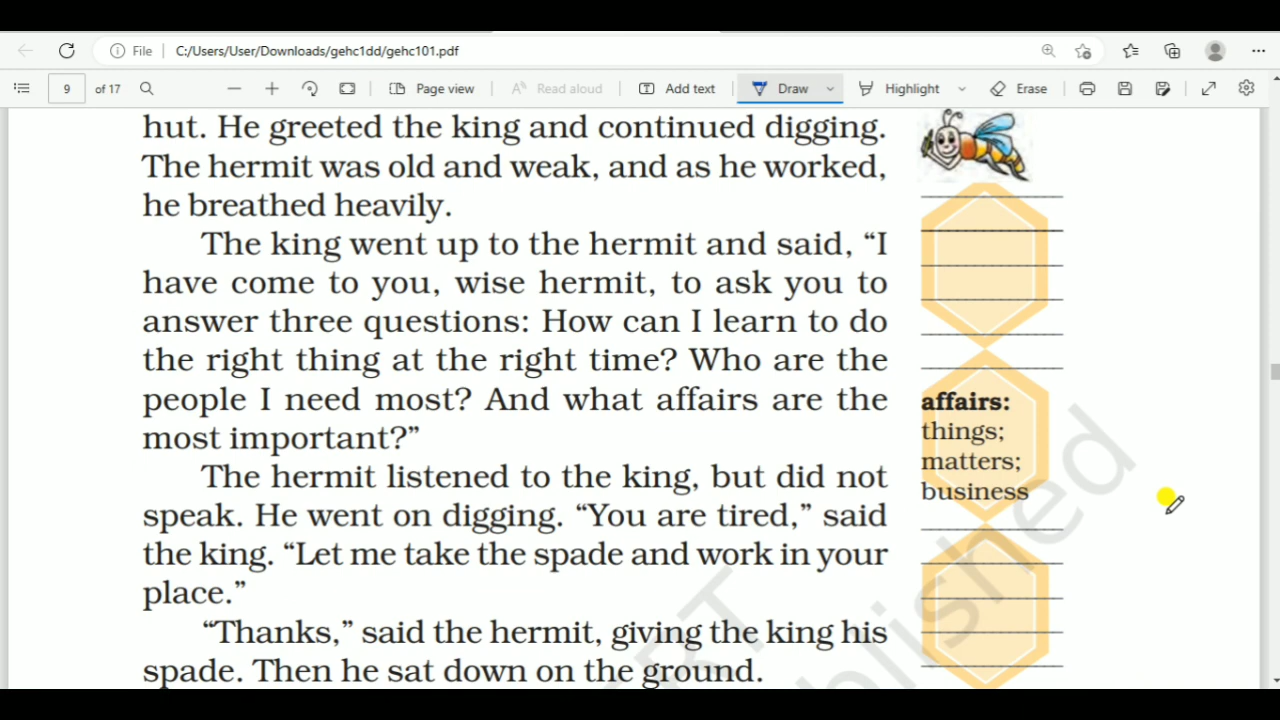 File
C:/Users/User/Downloads/gehc1dd/gehc101.pdf
9 of 17
Page view
Read aloud
Add text
Draw
Highlight
Erase
hut. He greeted the king and continued digging.
The hermit was old and weak, and as he worked,
he breathed heavily.
The king went up to the hermit and said, “I
have come to you, wise hermit, to ask you to
answer three questions: How can I learn to do
the right thing at the right time? Who are the
people I need most? And what affairs are the
most important?”
The hermit listened to the king, but did not
speak. He went on digging. “You are tired,” said
the king. “Let me take the spade and work in your
place.”
“Thanks,” said the hermit, giving the king his
spade. Then he sat down on the ground.
affairs:
things;
matters;
business